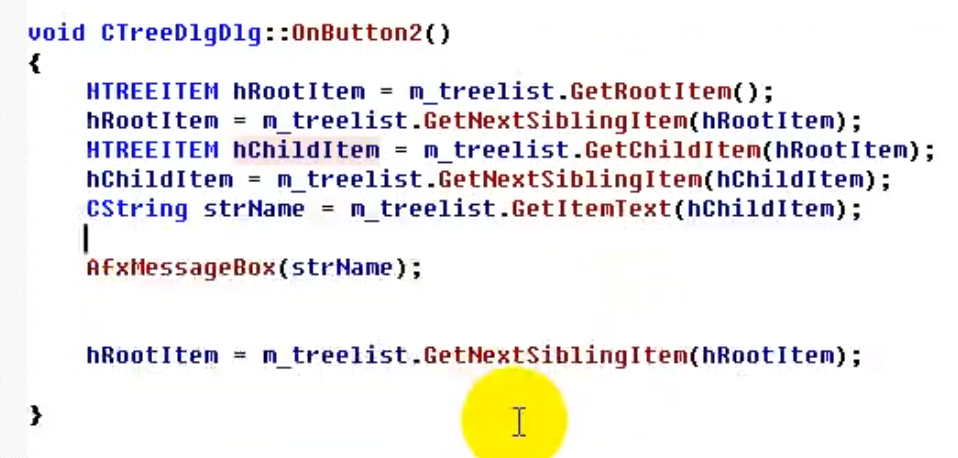 void CTreeDlgDlg::OnButton2()
{
HTREEITEM hRootItem = m_treelist.GetRootItem();
hRootItem = m_treelist.GetNextSiblingItem(hRootItem);
HTREEITEM hChildItem = m_treelist.GetChildItem(hRootItem);
hChildItem = m_treelist.GetNextSiblingItem(hChildItem);
CString strName = m_treelist.GetItemText(hChildItem);
AfxMessageBox(strName);
hRootItem = m_treelist.GetNextSiblingItem(hRootItem);
}